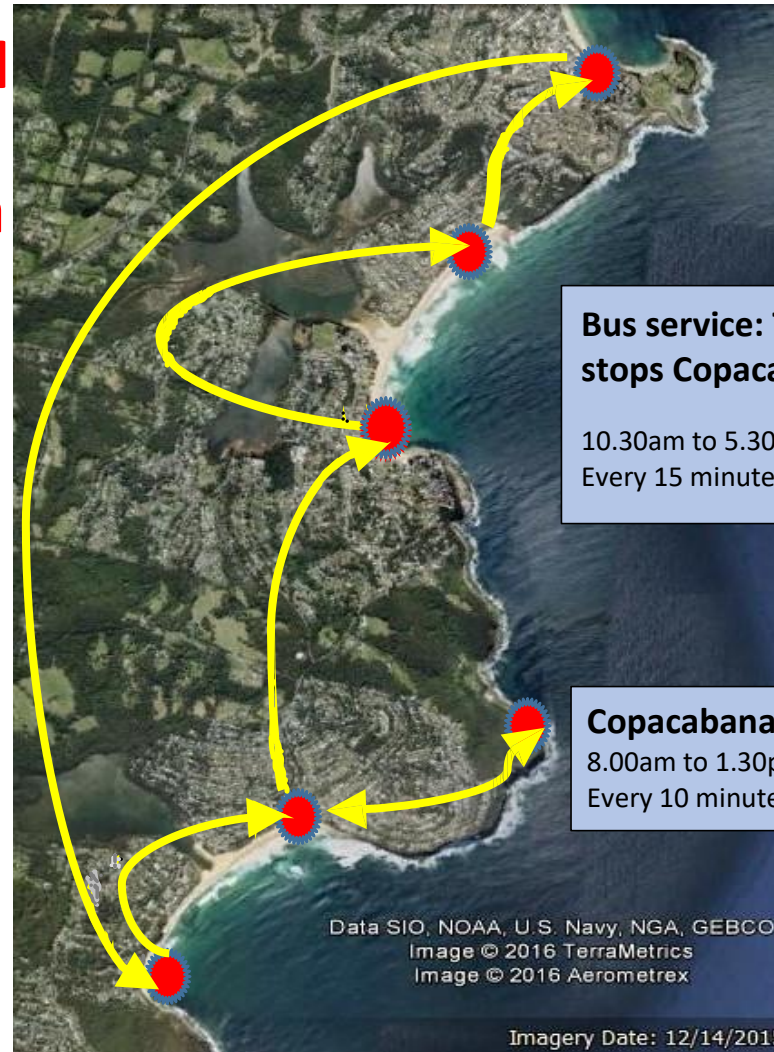 Bus service:
stops Copaca
10.30am to 5.30
Every 15 minute
Copacabana
8.00am to 1.30p
Every 10 minute
Data SIO, NOAA, U.S. Navy, NGA, GEBCO
Image © 2016 TerraMetrics
Image © 2016 Aerometrex
Imagery Date: 12/14/201